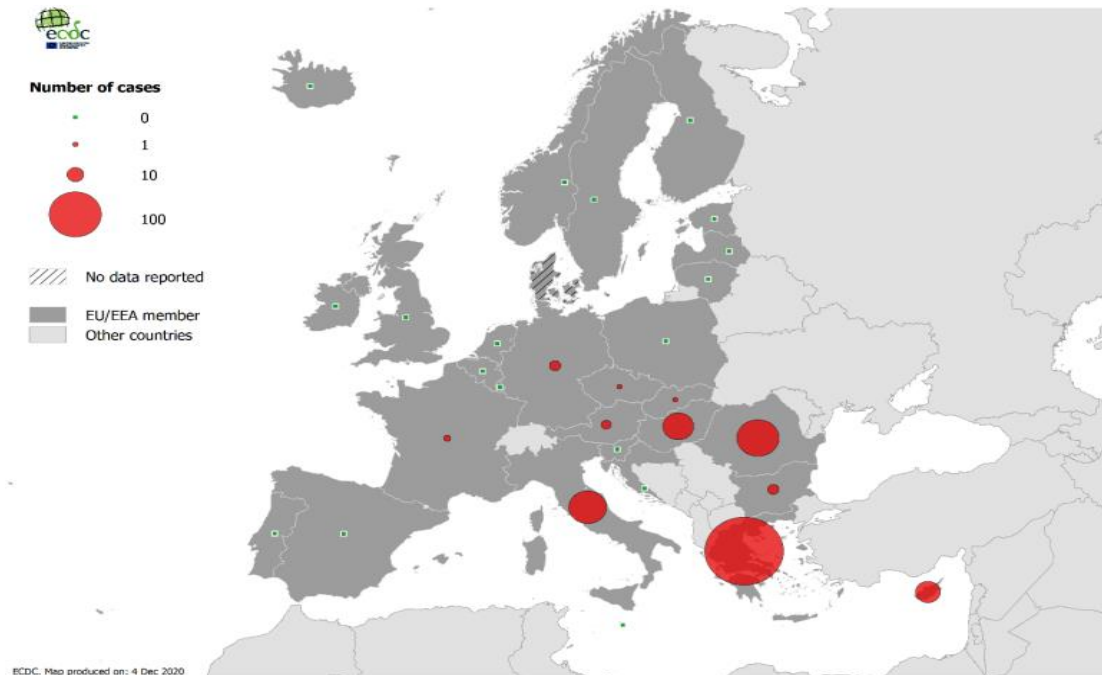 ecdc
Number of cases
0
1
10
100
No data reported
EU/EEA member
Other countries
ECDC. Map produced on: 4 Dec 2020